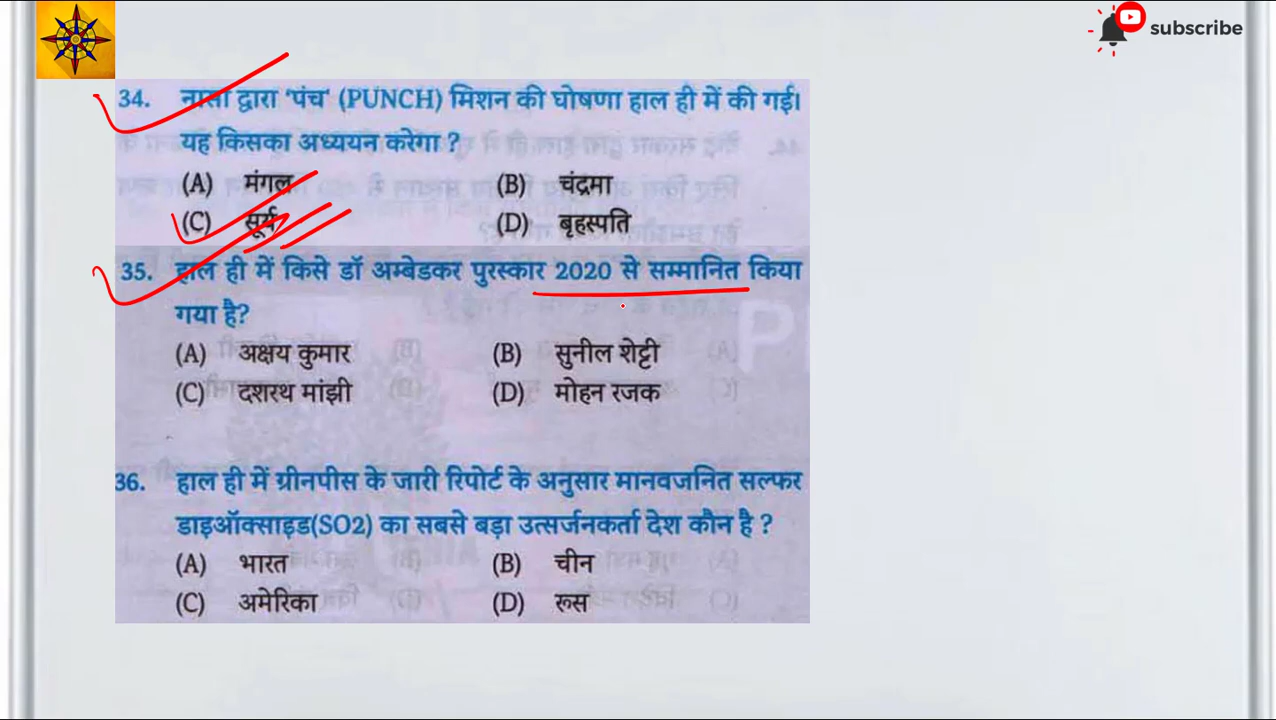 subscribe
34. नासा द्वारा 'पंच' (PUNCH) मिशन की घोषणा हाल ही में की गई।
यह किसका अध्ययन करेगा ?
(A) मंगल (B) चंद्रमा
(C) सूर्य (D) बृहस्पति
35. हाल ही में किसे डॉ अम्बेडकर पुरस्कार 2020 से सम्मानित किया
गया है?
(A) अक्षय कुमार (B) सुनील शेट्टी
(C) दशरथ मांझी (D) मोहन रजक
36. हाल ही में ग्रीनपीस के जारी रिपोर्ट के अनुसार मानवजनित सल्फर
डाइऑक्साइड(SO2) का सबसे बड़ा उत्सर्जनकर्ता देश कौन है ?
(A) भारत (B) चीन
(C) अमेरिका (D) रूस